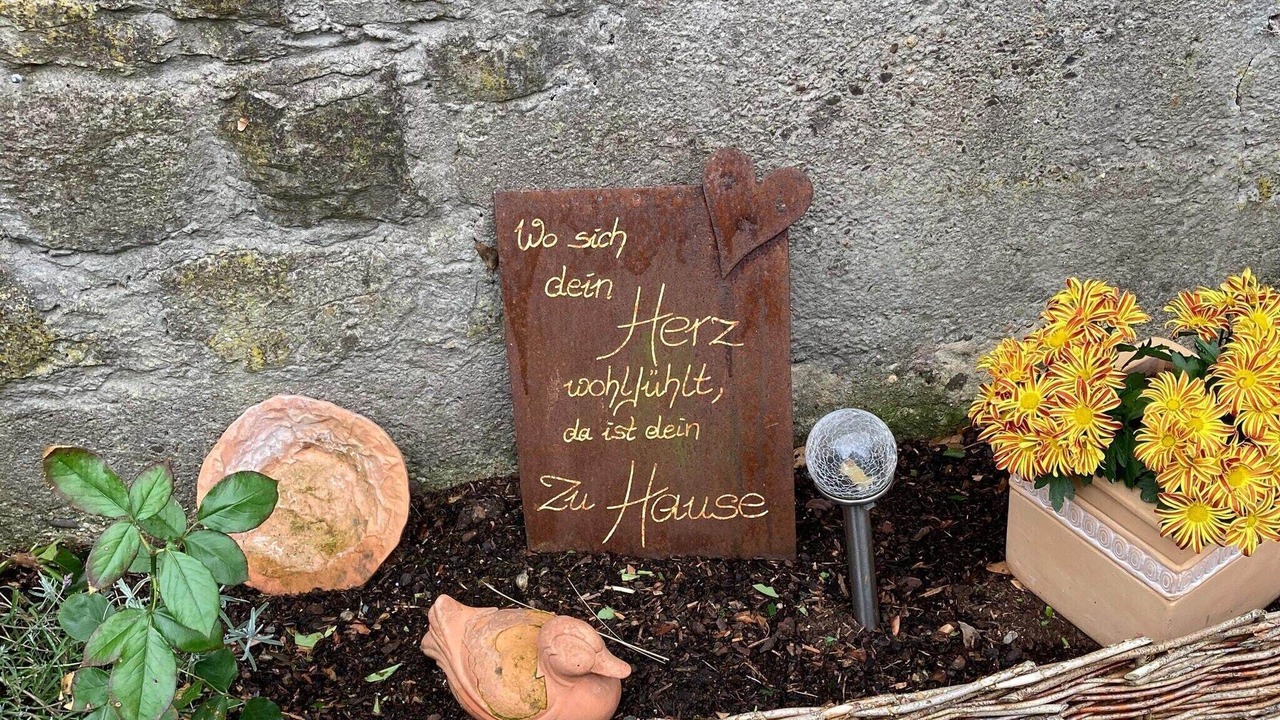 Wo sich
dein
Herz
wohlfühlt,
da ist dein
Zu Hause